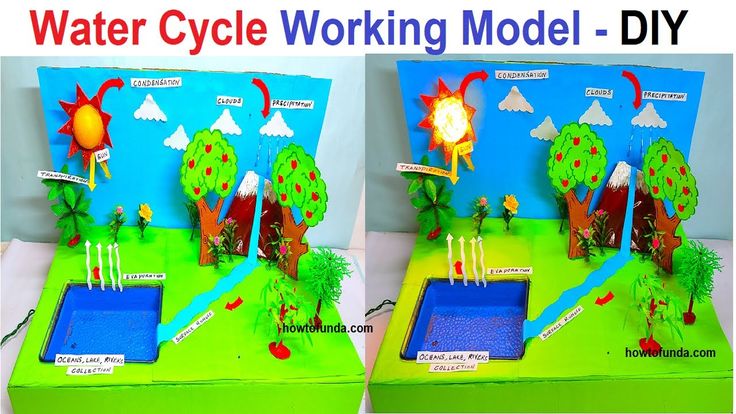 Water Cycle Working Model - DIY
CONDENSATION
CLOUDS
PRECIPITATION
SUN
TRANSPIRATION
EVAPORATION
SURFACE RUNOFF
OCEANS, LAKE, RIVERS
COLLECTION
howtofunda.com
CONDENSATION
CLOUDS
PRECIPITATION
SUN
TRANSPIRATION
EVAPORATION
SURFACE RUNOFF
OCEANS, LAKE, RIVERS
COLLECTION
howtofunda.com